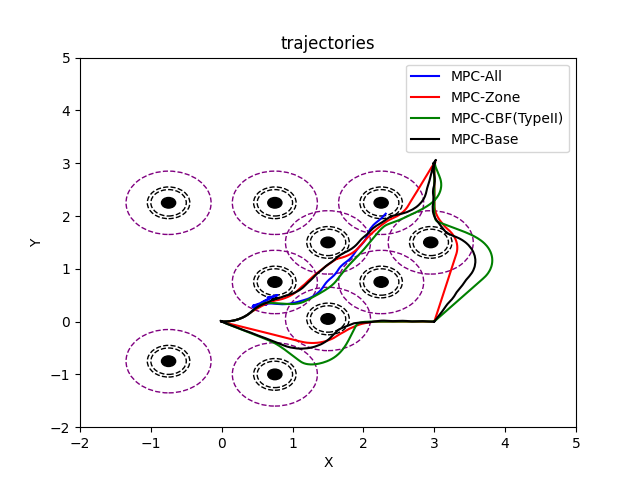 trajectories
MPC-All
MPC-Zone
MPC-CBF(TypeII)
MPC-Base
5
4
3
2
1
0
−1
−2
Y
−2 −1 0 1 2 3 4 5
X